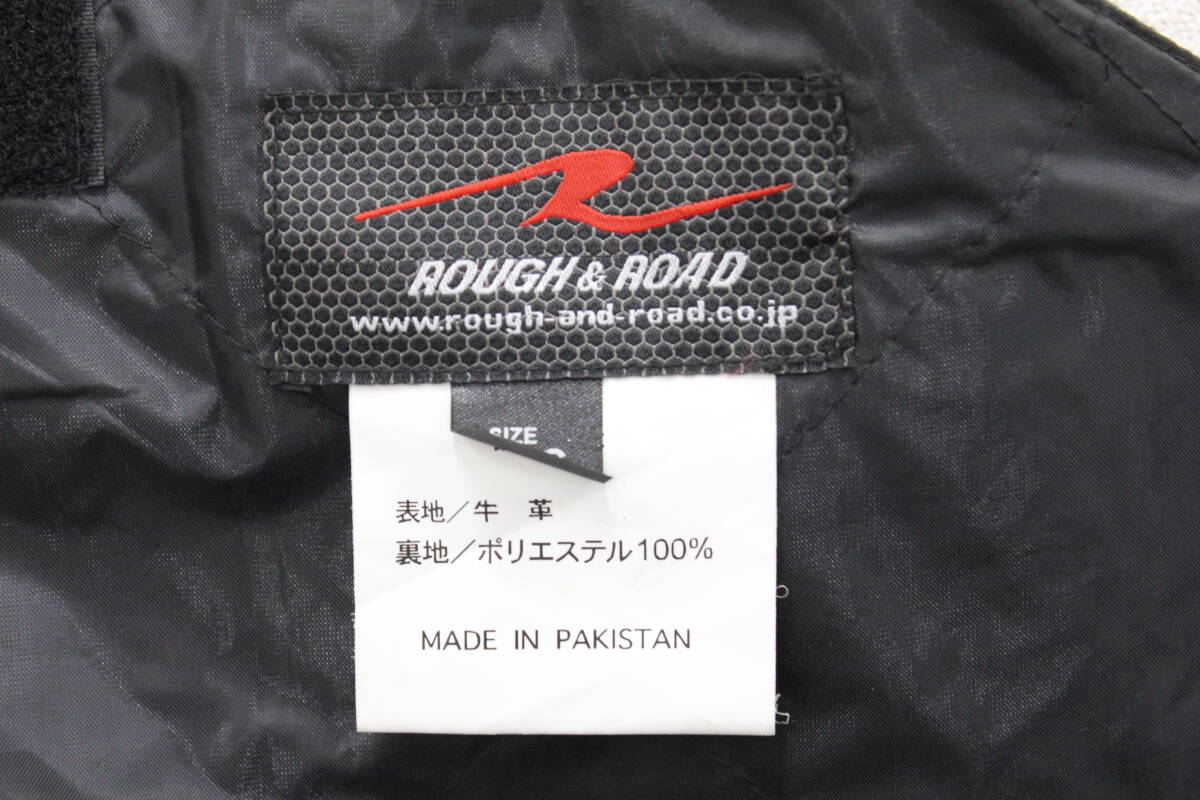 ROUGH & ROAD
www.rough-and-road.co.jp
SIZE
表地／牛　革
裏地／ポリエステル100%
MADE IN PAKISTAN